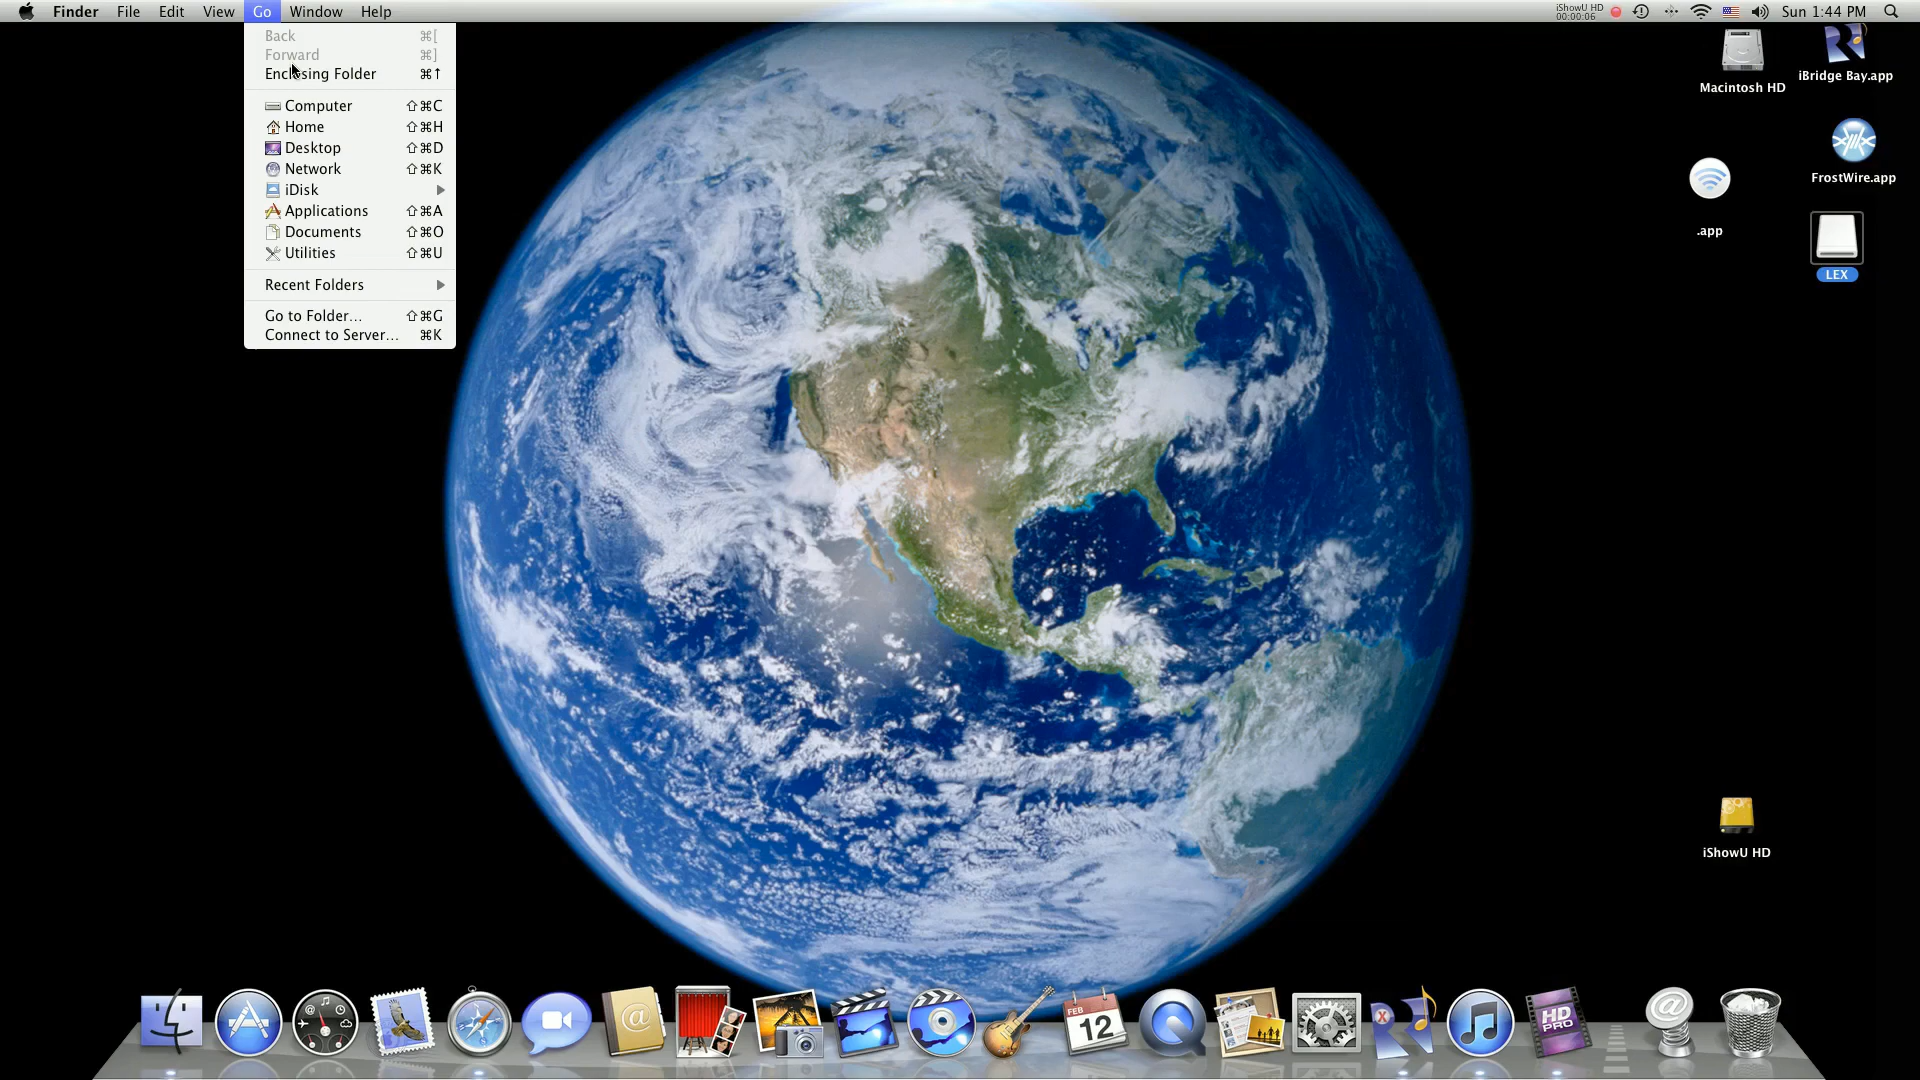 Finder File Edit View Go Window Help
iShowU HD
00:00:06
Sun 1:44 PM
Back ⌘[
Forward ⌘]
Enclosing Folder ⌘↑
Computer ⇧⌘C
Home ⇧⌘H
Desktop ⇧⌘D
Network ⇧⌘K
iDisk
Applications ⇧⌘A
Documents ⇧⌘O
Utilities ⇧⌘U
Recent Folders
Go to Folder... ⇧⌘G
Connect to Server... ⌘K
Macintosh HD
iBridge Bay.app
FrostWire.app
.app
LEX
iShowU HD
FEB
12
HD
PRO